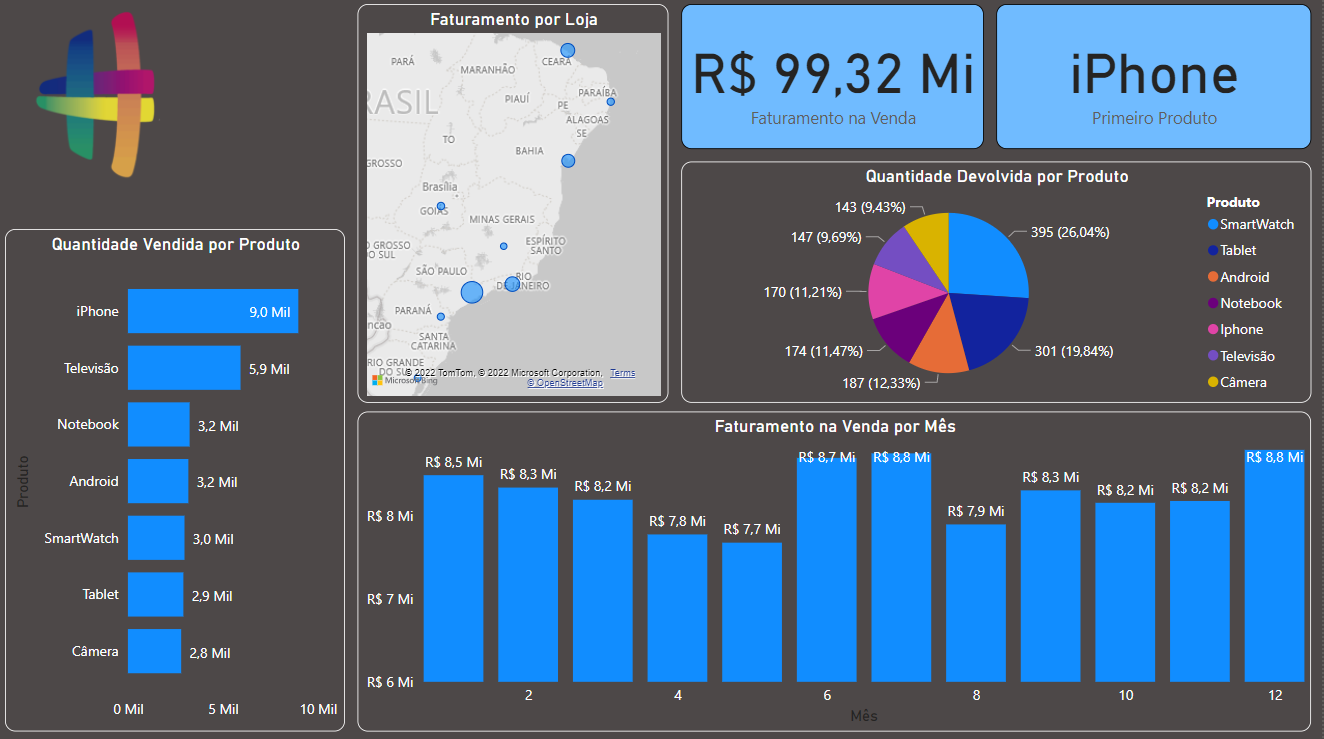 Faturamento por Loja
PARÁ
MARANHÃO
CEARÁ
PARAÍBA
PIAUÍ
PE
RASIL
ALAGOAS
SE
TO
BAHIA
GROSSO
Brasília
GOIÁS
MINAS GERAIS
GROSSO
DO SUL
ESPÍRITO
SANTO
SÃO PAULO
RIO
DE JANEIRO
PARANÁ
ncao
SANTA
CATARINA
RIO GRANDE
DO SUL
© 2022 TomTom, © 2022 Microsoft Corporation, Terms
Microsoft Bing
© OpenStreetMap
R$ 99,32 Mi
Faturamento na Venda
iPhone
Primeiro Produto
Quantidade Devolvida por Produto
143 (9,43%)
147 (9,69%)
170 (11,21%)
174 (11,47%)
187 (12,33%)
395 (26,04%)
301 (19,84%)
Produto
SmartWatch
Tablet
Android
Notebook
Iphone
Televisão
Câmera
Quantidade Vendida por Produto
Produto
iPhone 9,0 Mil
Televisão 5,9 Mil
Notebook 3,2 Mil
Android 3,2 Mil
SmartWatch 3,0 Mil
Tablet 2,9 Mil
Câmera 2,8 Mil
0 Mil 5 Mil 10 Mil
Faturamento na Venda por Mês
R$ 8 Mi
R$ 7 Mi
R$ 6 Mi
R$ 8,5 Mi
R$ 8,3 Mi
R$ 8,2 Mi
R$ 7,8 Mi
R$ 7,7 Mi
R$ 8,7 Mi
R$ 8,8 Mi
R$ 7,9 Mi
R$ 8,3 Mi
R$ 8,2 Mi
R$ 8,2 Mi
R$ 8,8 Mi
2 4 6 8 10 12
Mês